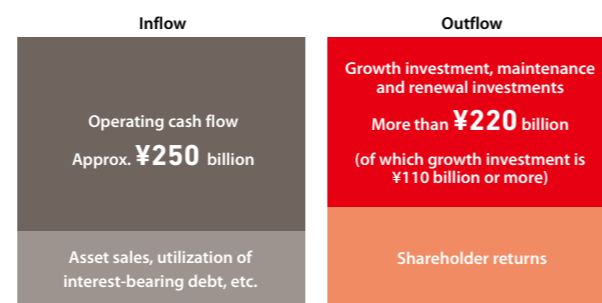 Inflow
Operating cash flow
Approx. ¥250 billion
Asset sales, utilization of
interest-bearing debt, etc.
Outflow
Growth investment, maintenance
and renewal investments
More than ¥220 billion
(of which growth investment is
¥110 billion or more)
Shareholder returns